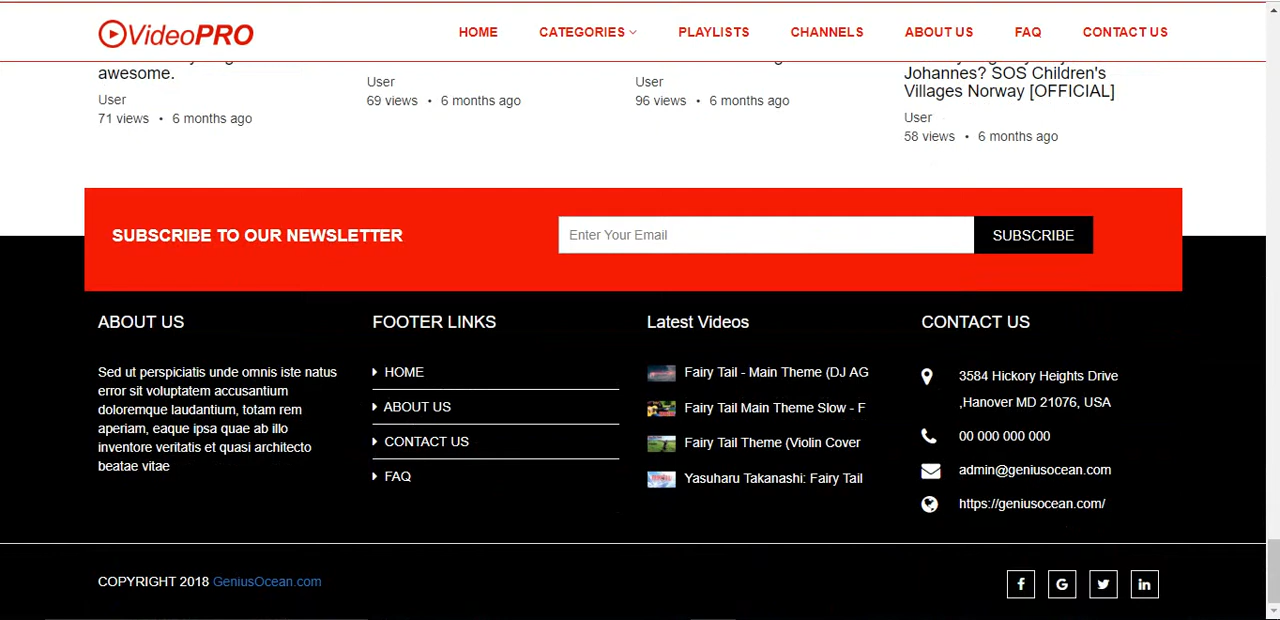 VideoPRO
HOME
CATEGORIES
PLAYLISTS
CHANNELS
ABOUT US
FAQ
CONTACT US
awesome.
User
71 views • 6 months ago
User
69 views • 6 months ago
User
96 views • 6 months ago
Johannes? SOS Children's
Villages Norway [OFFICIAL]
User
58 views • 6 months ago
SUBSCRIBE TO OUR NEWSLETTER
Enter Your Email
SUBSCRIBE
ABOUT US
Sed ut perspiciatis unde omnis iste natus
error sit voluptatem accusantium
doloremque laudantium, totam rem
aperiam, eaque ipsa quae ab illo
inventore veritatis et quasi architecto
beatae vitae
FOOTER LINKS
HOME
ABOUT US
CONTACT US
FAQ
Latest Videos
Fairy Tail - Main Theme (DJ AG
Fairy Tail Main Theme Slow - F
Fairy Tail Theme (Violin Cover
Yasuharu Takanashi: Fairy Tail
CONTACT US
3584 Hickory Heights Drive
,Hanover MD 21076, USA
00 000 000 000
admin@geniusocean.com
https://geniusocean.com/
COPYRIGHT 2018 GeniusOcean.com